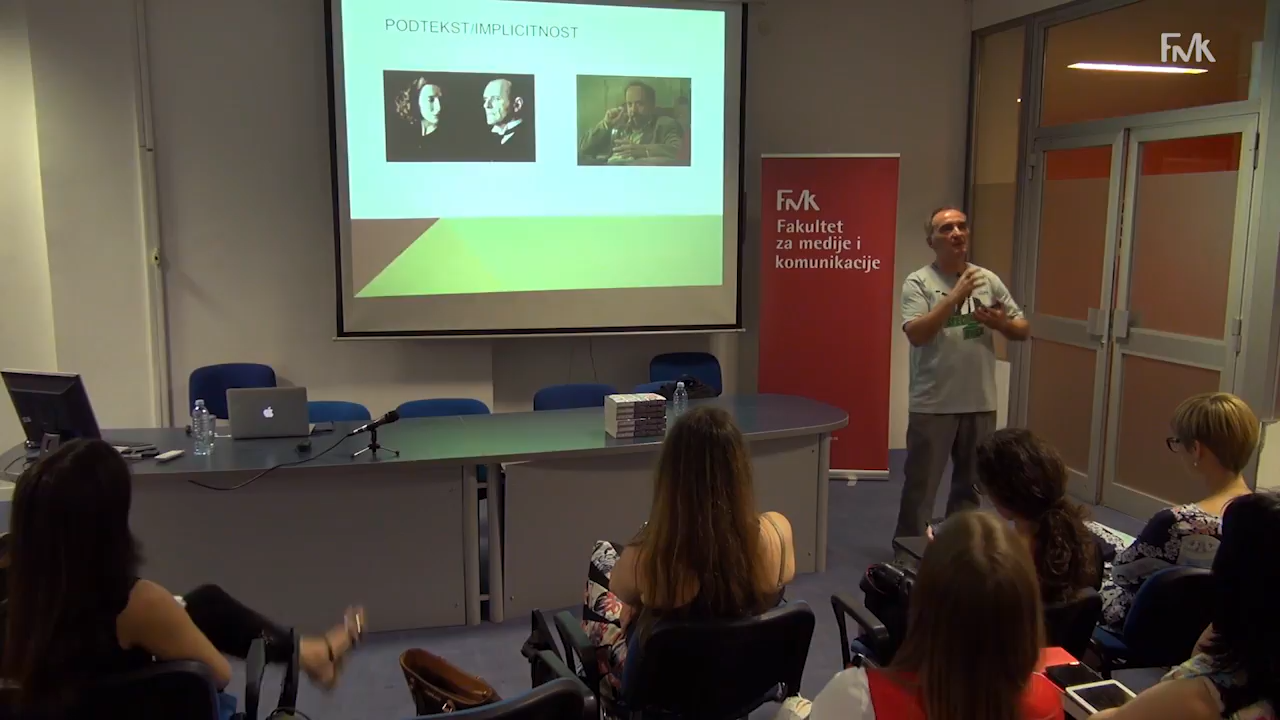 PODTEKST/IMPLICITNOST
FMK
FMK
Fakultet
za medije i
komunikacije